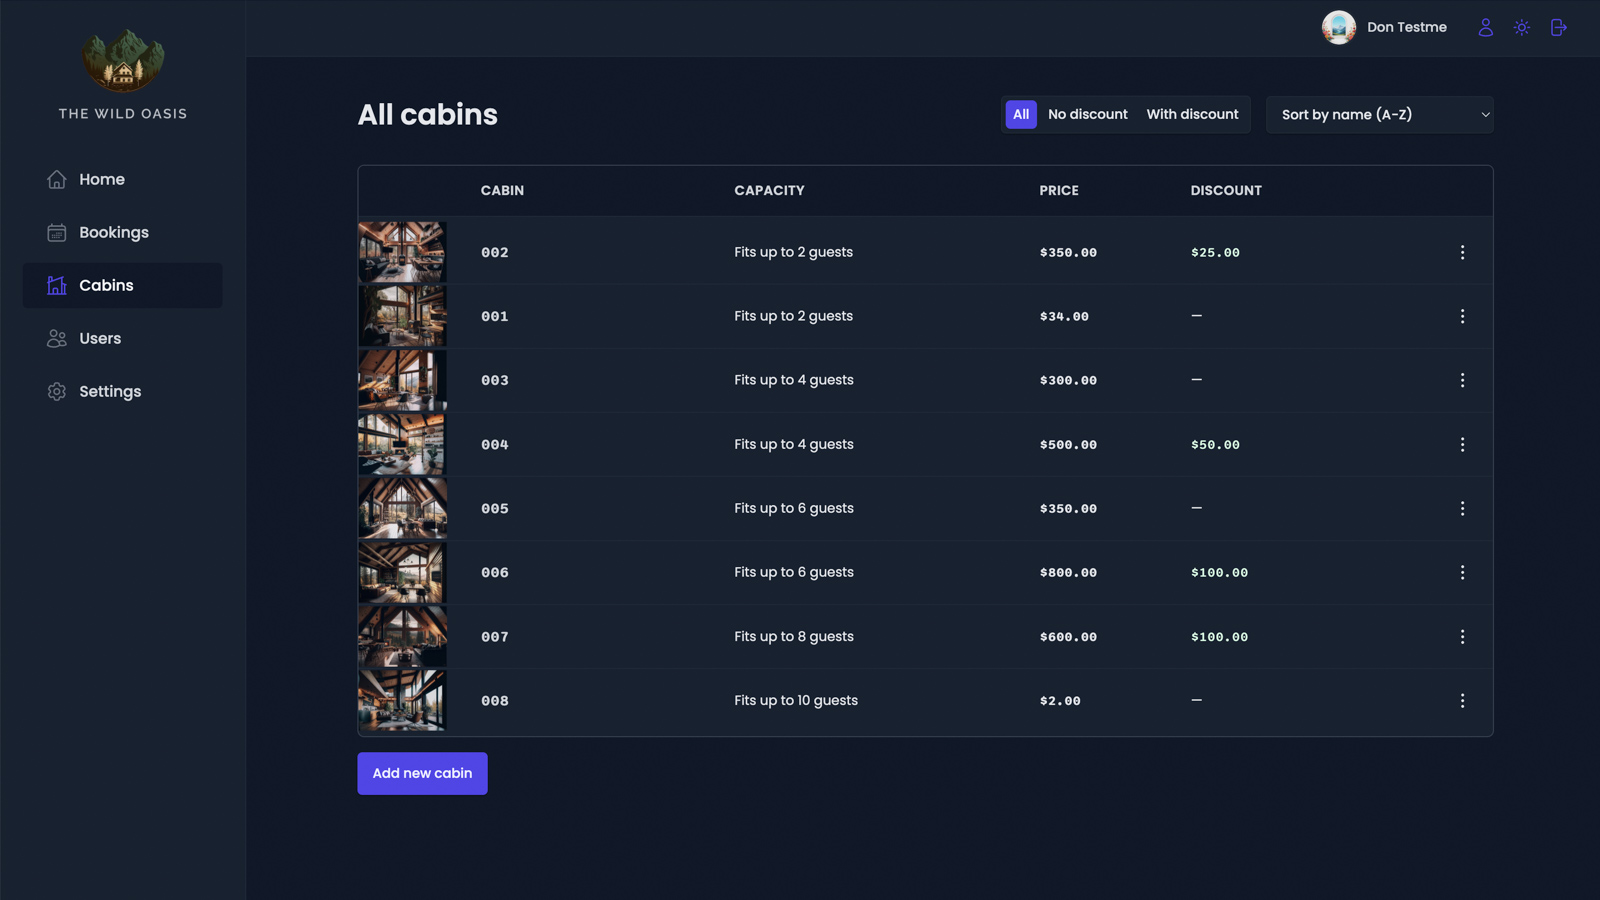 THE WILD OASIS
Home
Bookings
Cabins
Users
Settings
Don Testme
All cabins
All No discount With discount
Sort by name (A-Z)
CABIN CAPACITY PRICE DISCOUNT
002 Fits up to 2 guests $350.00 $25.00
001 Fits up to 2 guests $34.00 —
003 Fits up to 4 guests $300.00 —
004 Fits up to 4 guests $500.00 $50.00
005 Fits up to 6 guests $350.00 —
006 Fits up to 6 guests $800.00 $100.00
007 Fits up to 8 guests $600.00 $100.00
008 Fits up to 10 guests $2.00 —
Add new cabin